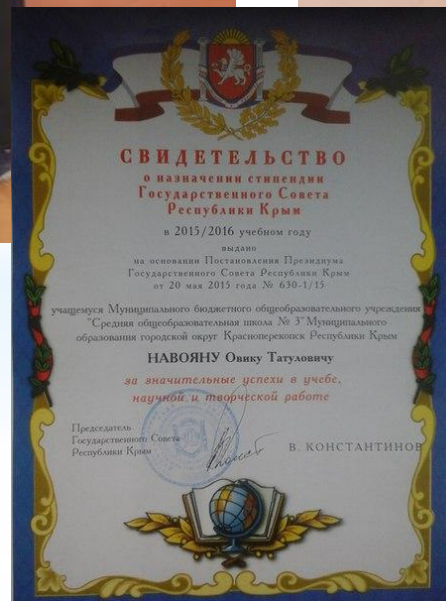 СВИДЕТЕЛЬСТВО
о назначении стипендии
Государственного Совета
Республики Крым
в 2015/2016 учебном году
выдано
на основании Постановления Президиума
Государственного Совета Республики Крым
от 20 мая 2015 года № 630-1/15
учащемуся Муниципального бюджетного общеобразовательного учреждения
"Средняя общеобразовательная школа № 3" Муниципального
образования городской округ Красноперекопск Республики Крым
НАВОЯНУ Овику Татуловичу
за значительные успехи в учебе,
научной и творческой работе
Председатель
Государственного Совета
Республики Крым
В. КОНСТАНТИНОВ